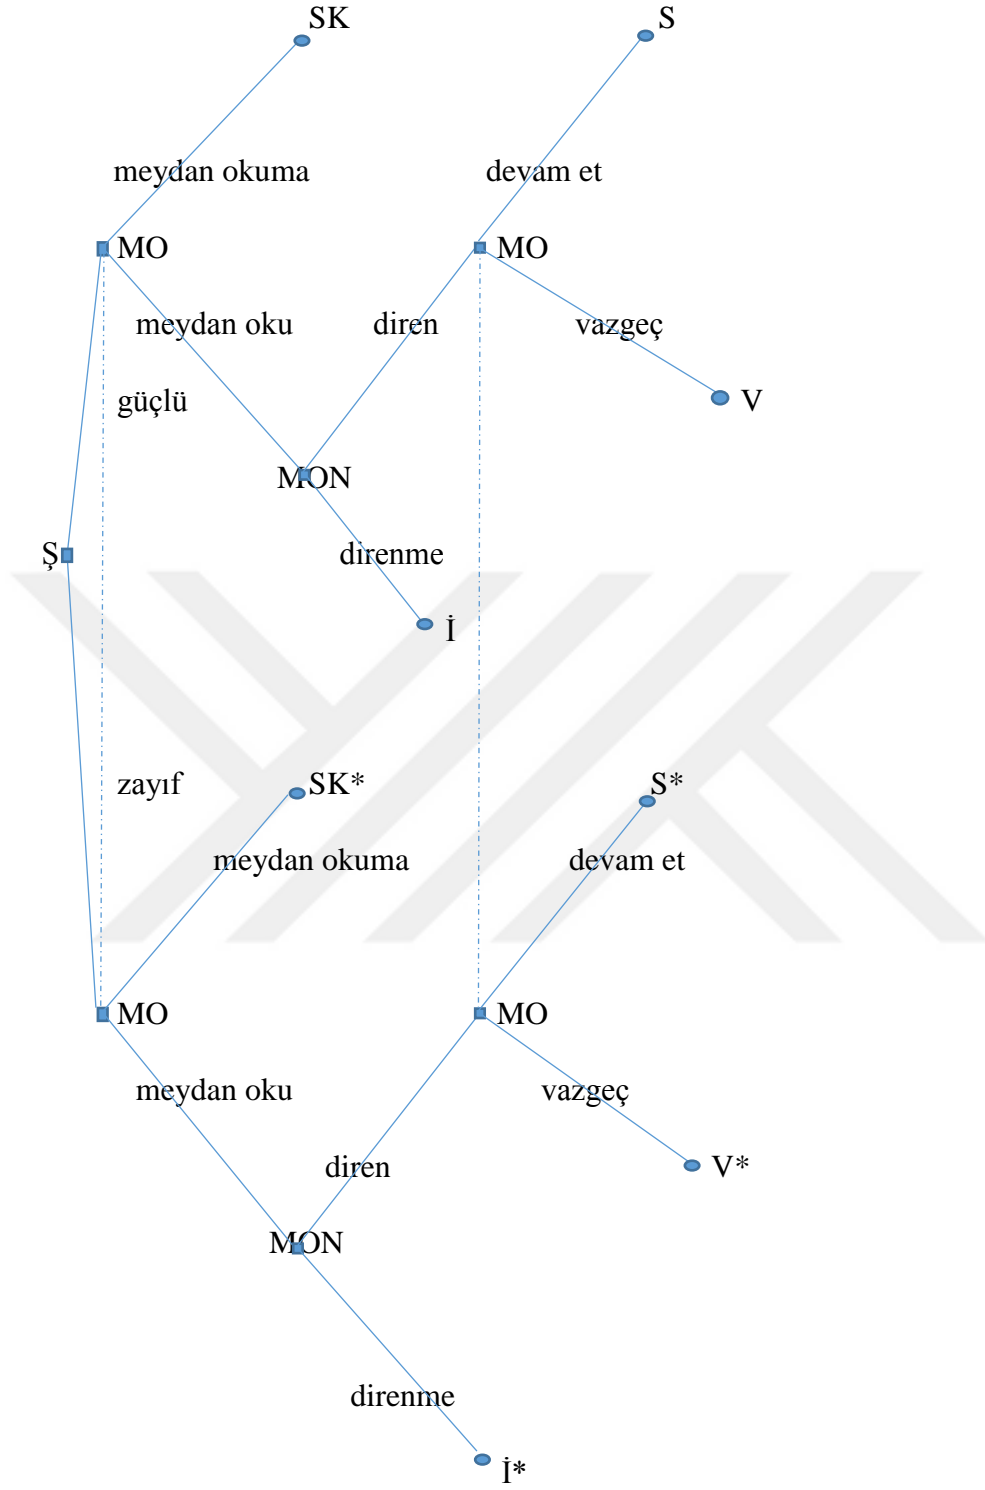 SK
S
meydan okuma
devam et
MO
MO
meydan oku
diren
vazgeç
güçlü
V
MON
Ş
direnme
İ
zayıf
SK*
S*
meydan okuma
devam et
MO
MO
meydan oku
vazgeç
diren
V*
MON
direnme
İ*